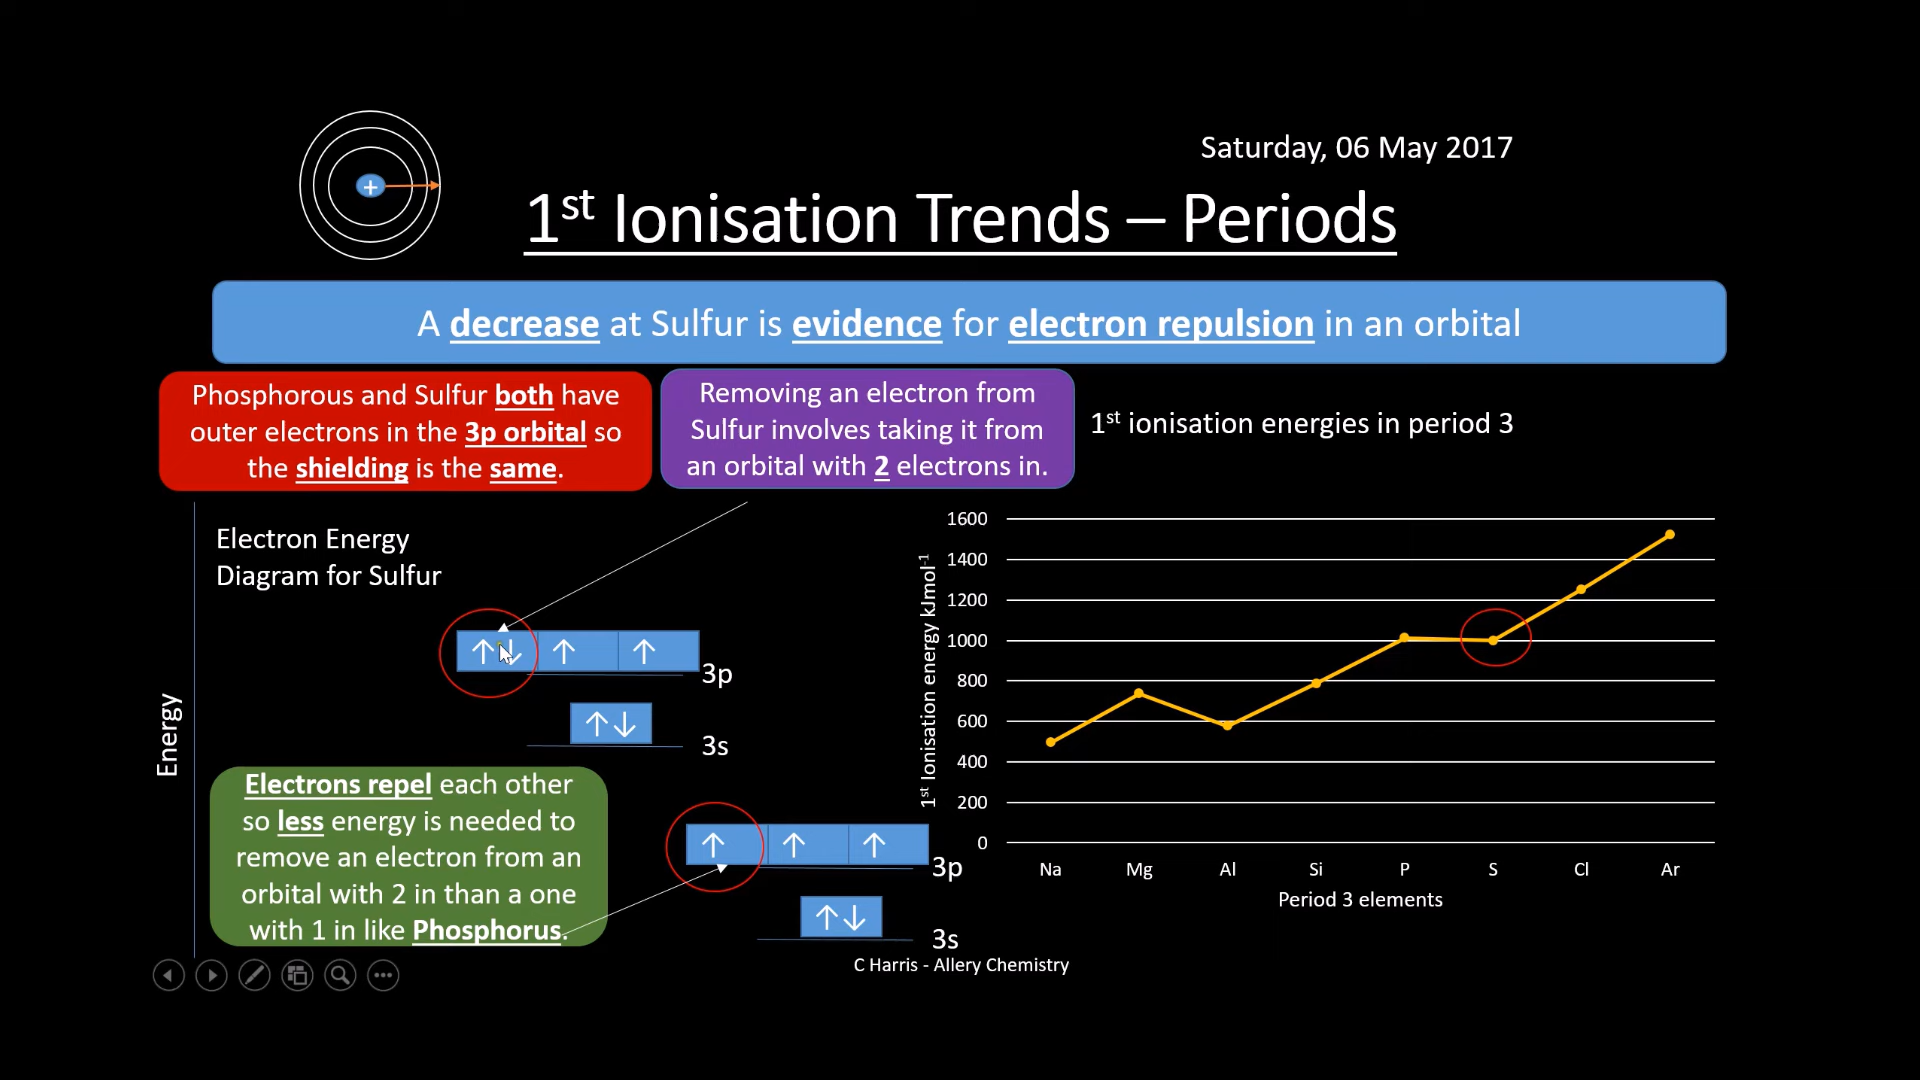 Saturday, 06 May 2017
1st Ionisation Trends – Periods
A decrease at Sulfur is evidence for electron repulsion in an orbital
Phosphorous and Sulfur both have
outer electrons in the 3p orbital so
the shielding is the same.
Removing an electron from
Sulfur involves taking it from
an orbital with 2 electrons in.
1st ionisation energies in period 3
Electron Energy
Diagram for Sulfur
Energy
3p
3s
Electrons repel each other
so less energy is needed to
remove an electron from an
orbital with 2 in than a one
with 1 in like Phosphorus.
3p
3s
1st Ionisation energy kJmol-1
1600
1400
1200
1000
800
600
400
200
0
Na Mg Al Si P S Cl Ar
Period 3 elements
C Harris - Allery Chemistry